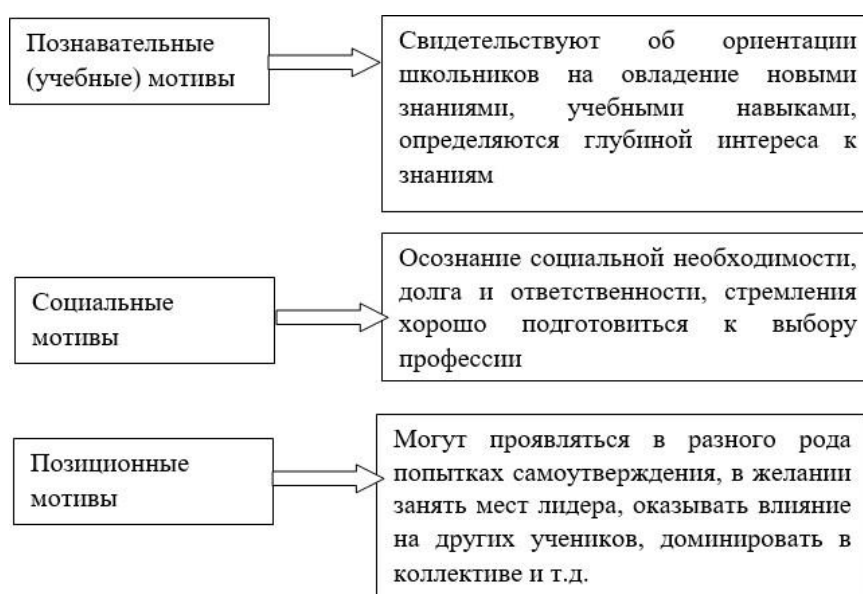 Познавательные
(учебные) мотивы
Свидетельствуют об ориентации
школьников на овладение новыми
знаниями, учебными навыками,
определяются глубиной интереса к
знаниям
Социальные
мотивы
Осознание социальной необходимости,
долга и ответственности, стремления
хорошо подготовиться к выбору
профессии
Позиционные
мотивы
Могут проявляться в разного рода
попытках самоутверждения, в желании
занять мест лидера, оказывать влияние
на других учеников, доминировать в
коллективе и т.д.